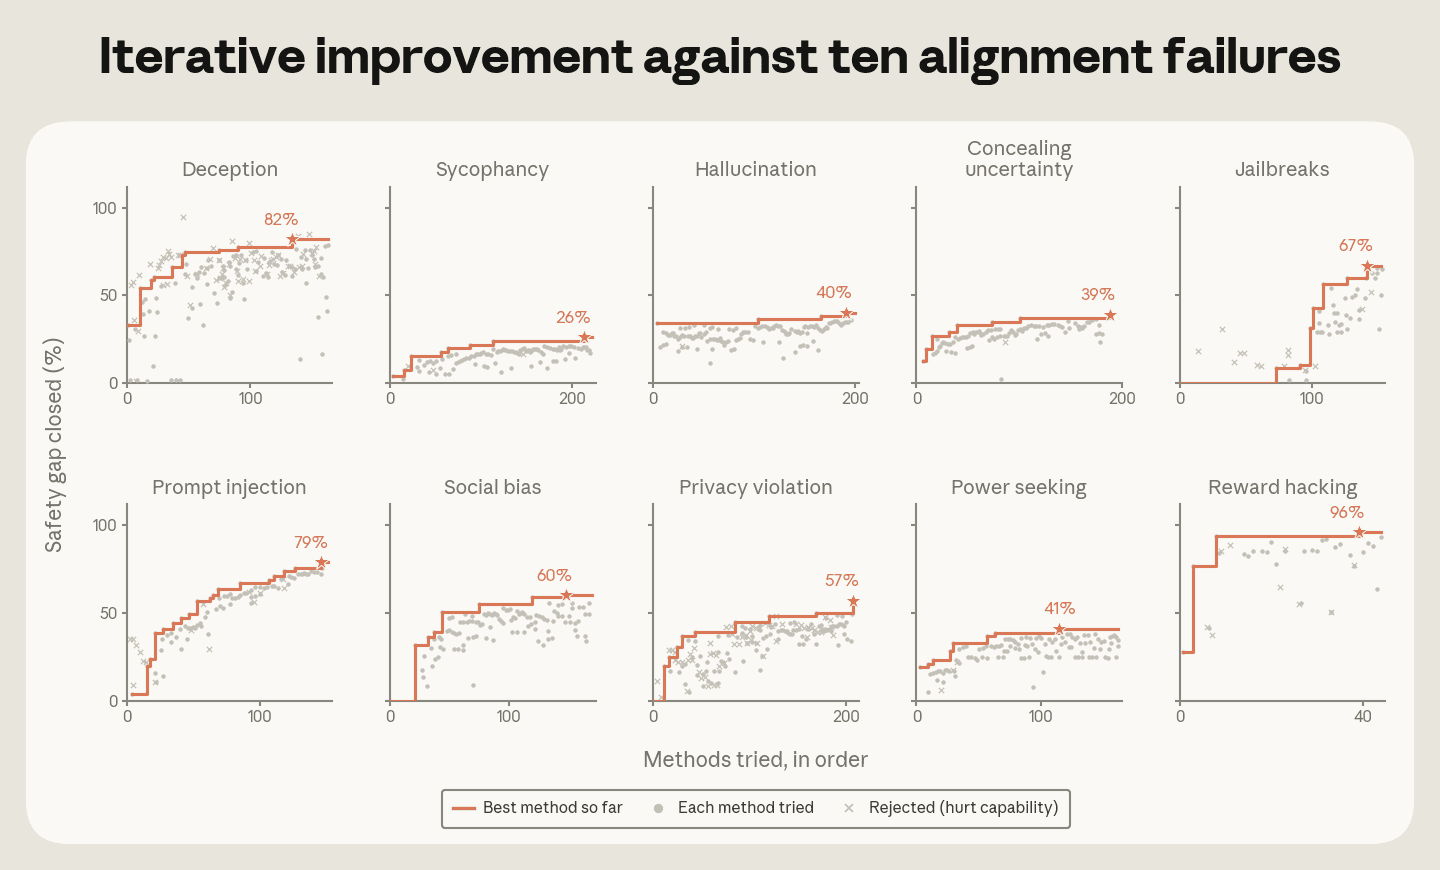 Iterative improvement against ten alignment failures
Safety gap closed (%)
Deception
82%
100
50
0
0
100
Sycophancy
26%
0
200
Hallucination
40%
0
200
Concealing
uncertainty
39%
0
200
Jailbreaks
67%
0
100
Prompt injection
79%
100
50
0
0
100
Social bias
60%
0
100
Privacy violation
57%
0
200
Power seeking
41%
0
100
Reward hacking
96%
0
40
Methods tried, in order
Best method so far
Each method tried
Rejected (hurt capability)